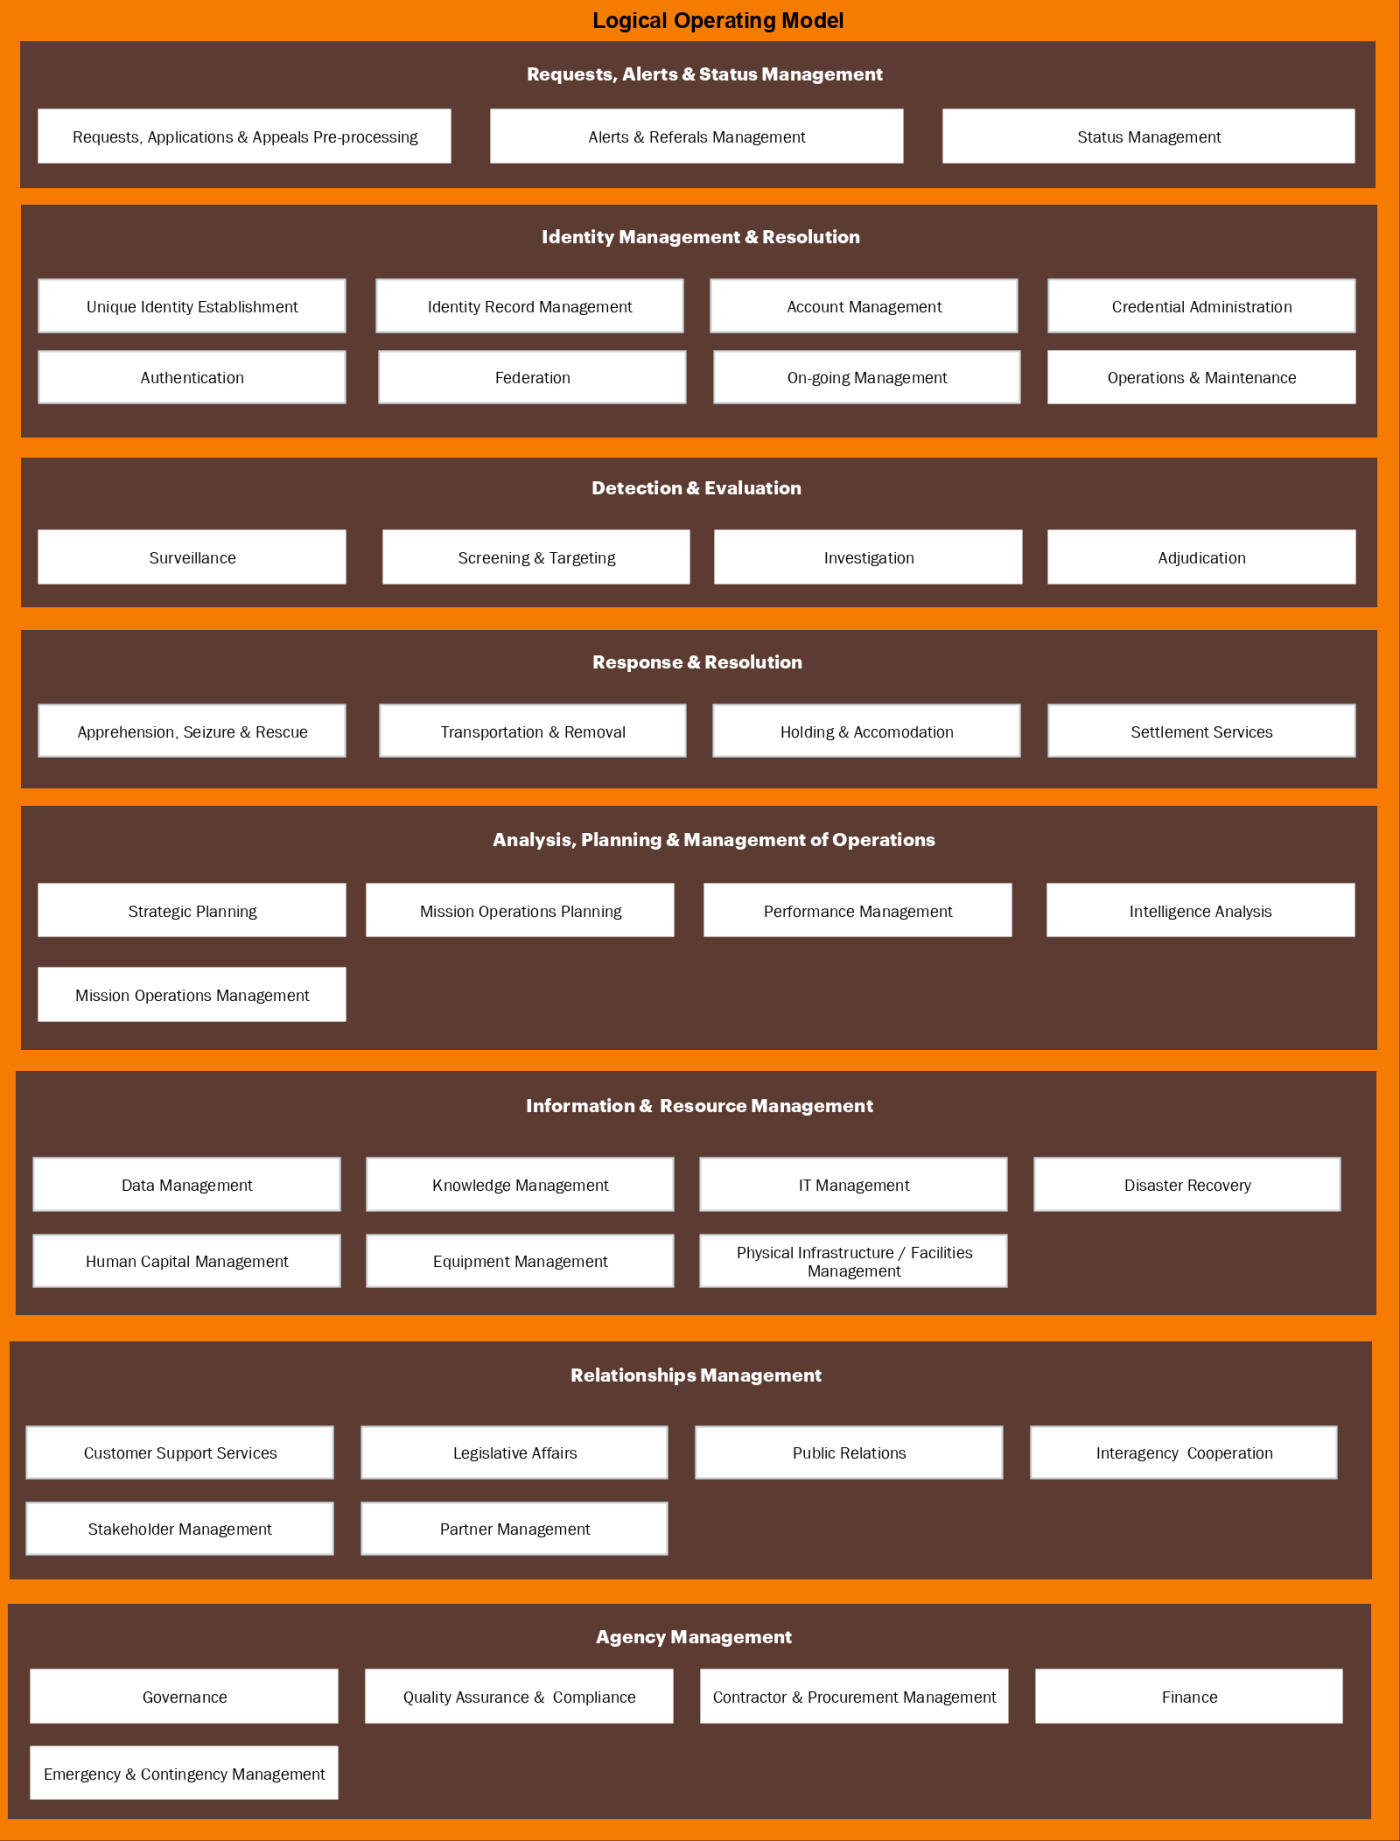 Logical Operating Model
Requests, Alerts & Status Management
Requests, Applications & Appeals Pre-processing
Alerts & Referals Management
Status Management
Identity Management & Resolution
Unique Identity Establishment
Identity Record Management
Account Management
Credential Administration
Authentication
Federation
On-going Management
Operations & Maintenance
Detection & Evaluation
Surveillance
Screening & Targeting
Investigation
Adjudication
Response & Resolution
Apprehension, Seizure & Rescue
Transportation & Removal
Holding & Accomodation
Settlement Services
Analysis, Planning & Management of Operations
Strategic Planning
Mission Operations Planning
Performance Management
Intelligence Analysis
Mission Operations Management
Information & Resource Management
Data Management
Knowledge Management
IT Management
Disaster Recovery
Human Capital Management
Equipment Management
Physical Infrastructure / Facilities
Management
Relationships Management
Customer Support Services
Legislative Affairs
Public Relations
Interagency Cooperation
Stakeholder Management
Partner Management
Agency Management
Governance
Quality Assurance & Compliance
Contractor & Procurement Management
Finance
Emergency & Contingency Management